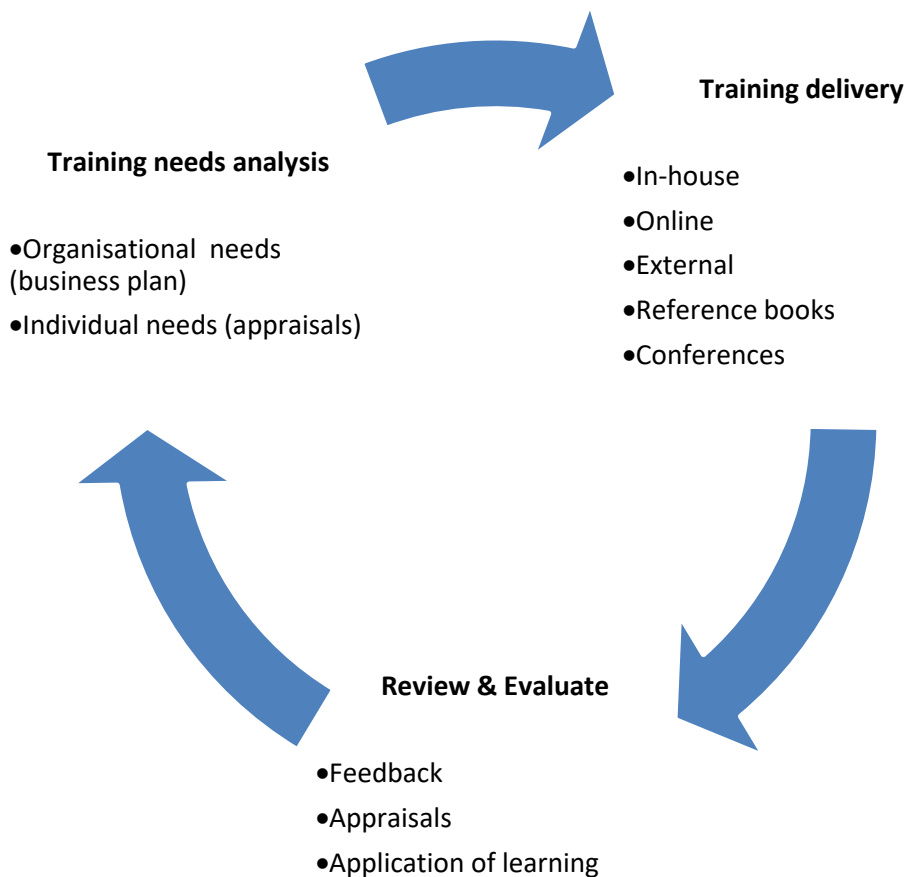 Training needs analysis
•Organisational  needs
(business plan)
•Individual needs (appraisals)
Training delivery
•In-house
•Online
•External
•Reference books
•Conferences
Review & Evaluate
•Feedback
•Appraisals
•Application of learning